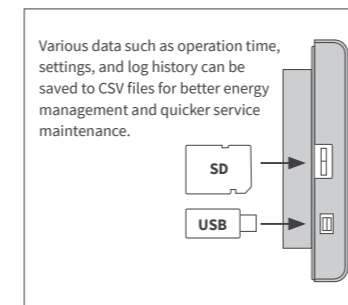 Various data such as operation time,
settings, and log history can be
saved to CSV files for better energy
management and quicker service
maintenance.
SD
USB